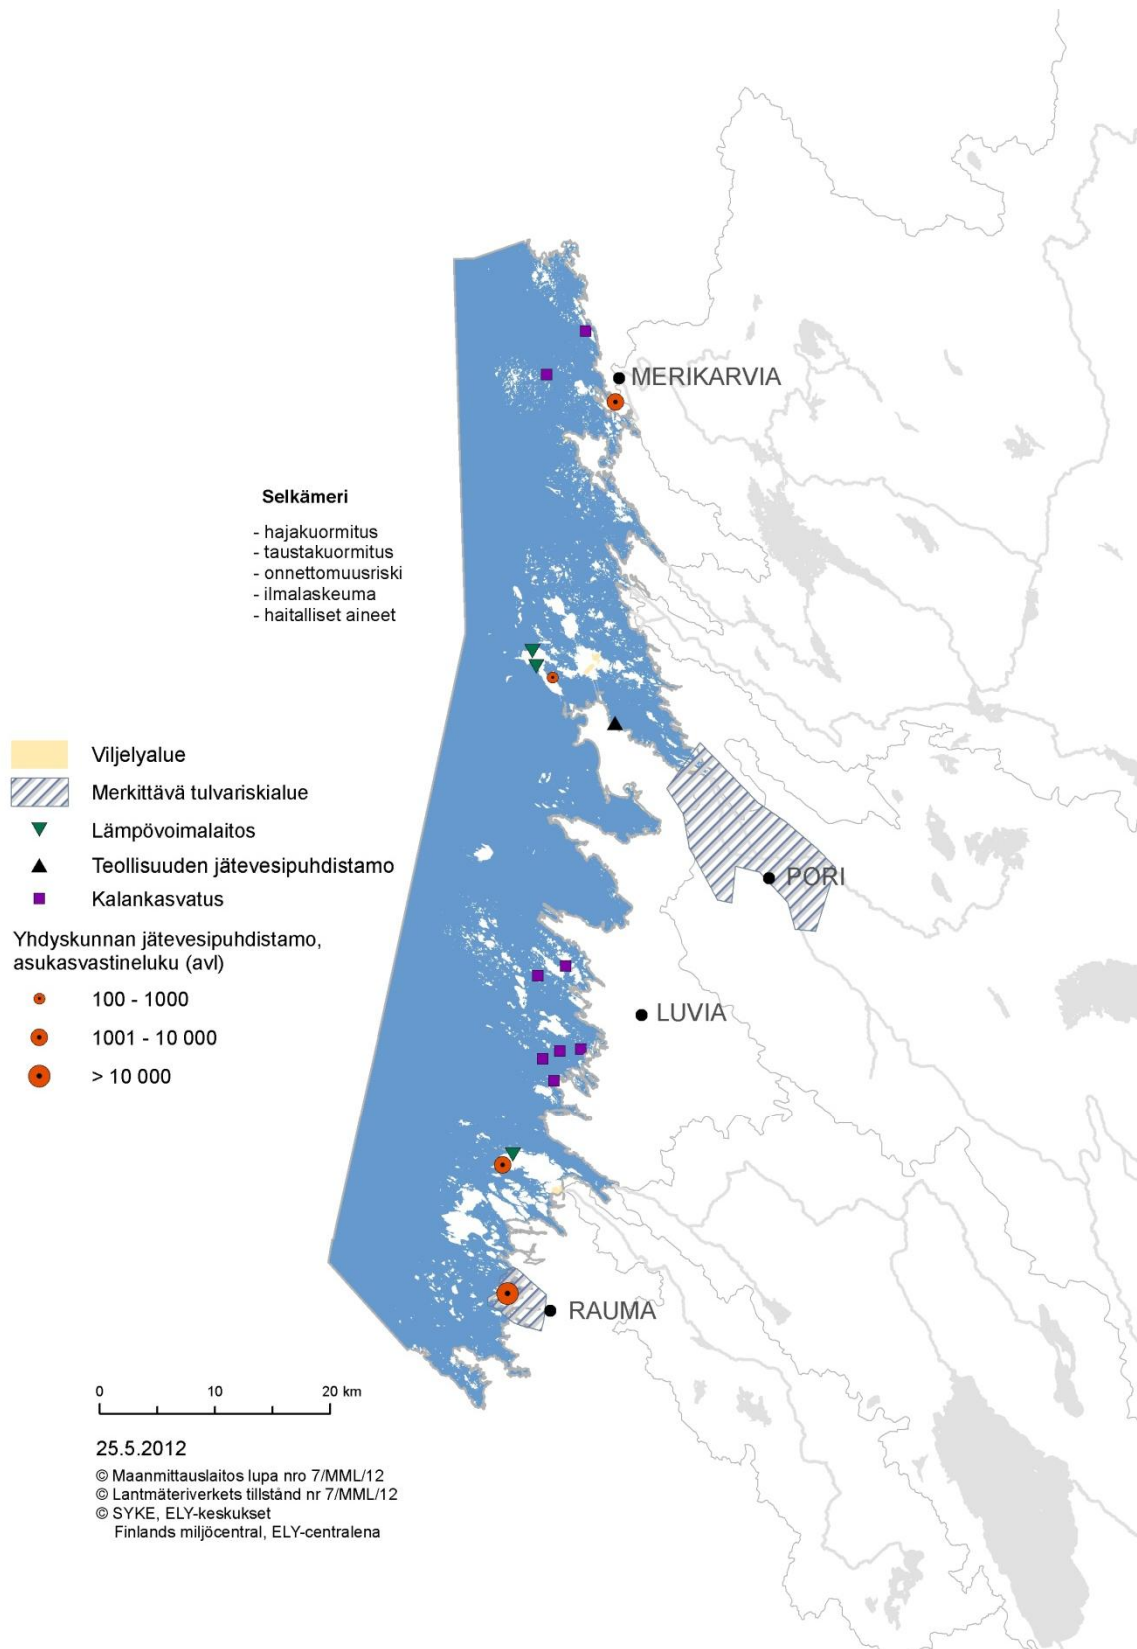 MERIKARVIA
Selkämeri
- hajakuormitus
- taustakuormitus
- onnettomuusriski
- ilmalaskeuma
- haitalliset aineet
Viljelyalue
Merkittävä tulvariskialue
Lämpövoimalaitos
Teollisuuden jätevesipuhdistamo
Kalankasvatus
Yhdyskunnan jätevesipuhdistamo,
asukasvastineluku (avl)
100 - 1000
1001 - 10 000
> 10 000
PORI
LUVIA
RAUMA
0 10 20 km
25.5.2012
© Maanmittauslaitos lupa nro 7/MML/12
© Lantmäteriverkets tillstånd nr 7/MML/12
© SYKE, ELY-keskukset
Finlands miljöcentral, ELY-centralena